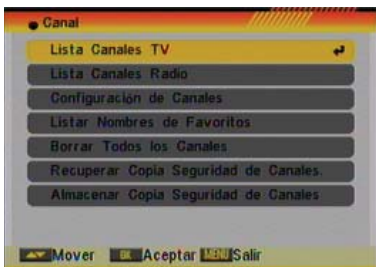 Canal
Lista Canales TV
Lista Canales Radio
Configuración de Canales
Listar Nombres de Favoritos
Borrar Todos los Canales
Recuperar Copia Seguridad de Canales.
Almacenar Copia Seguridad de Canales
Mover OK Aceptar MENU Salir